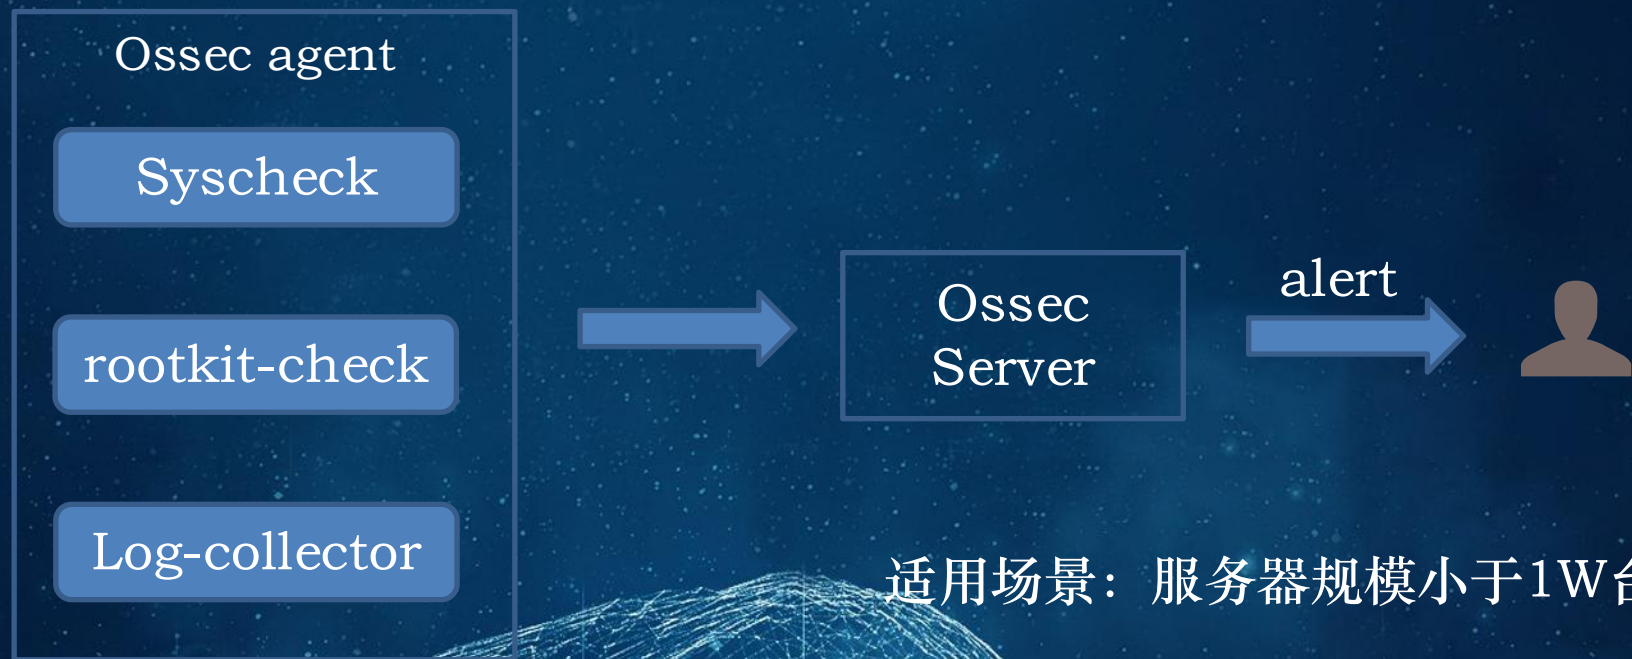 Ossec agent
Syscheck
rootkit-check
Log-collector
Ossec
Server
alert
适用场景：服务器规模小于1W台